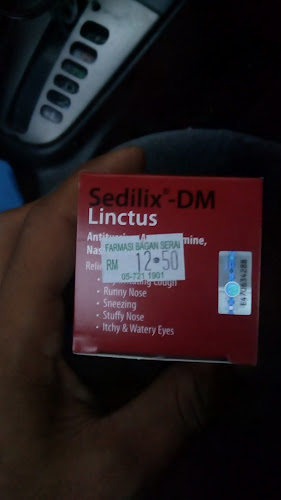 Sedilix®-DM
Linctus
FARMASI BAGAN SERAI
RM 12.50
05-721 1901
Cough
• Runny Nose
• Sneezing
• Stuffy Nose
• Itchy & Watery Eyes